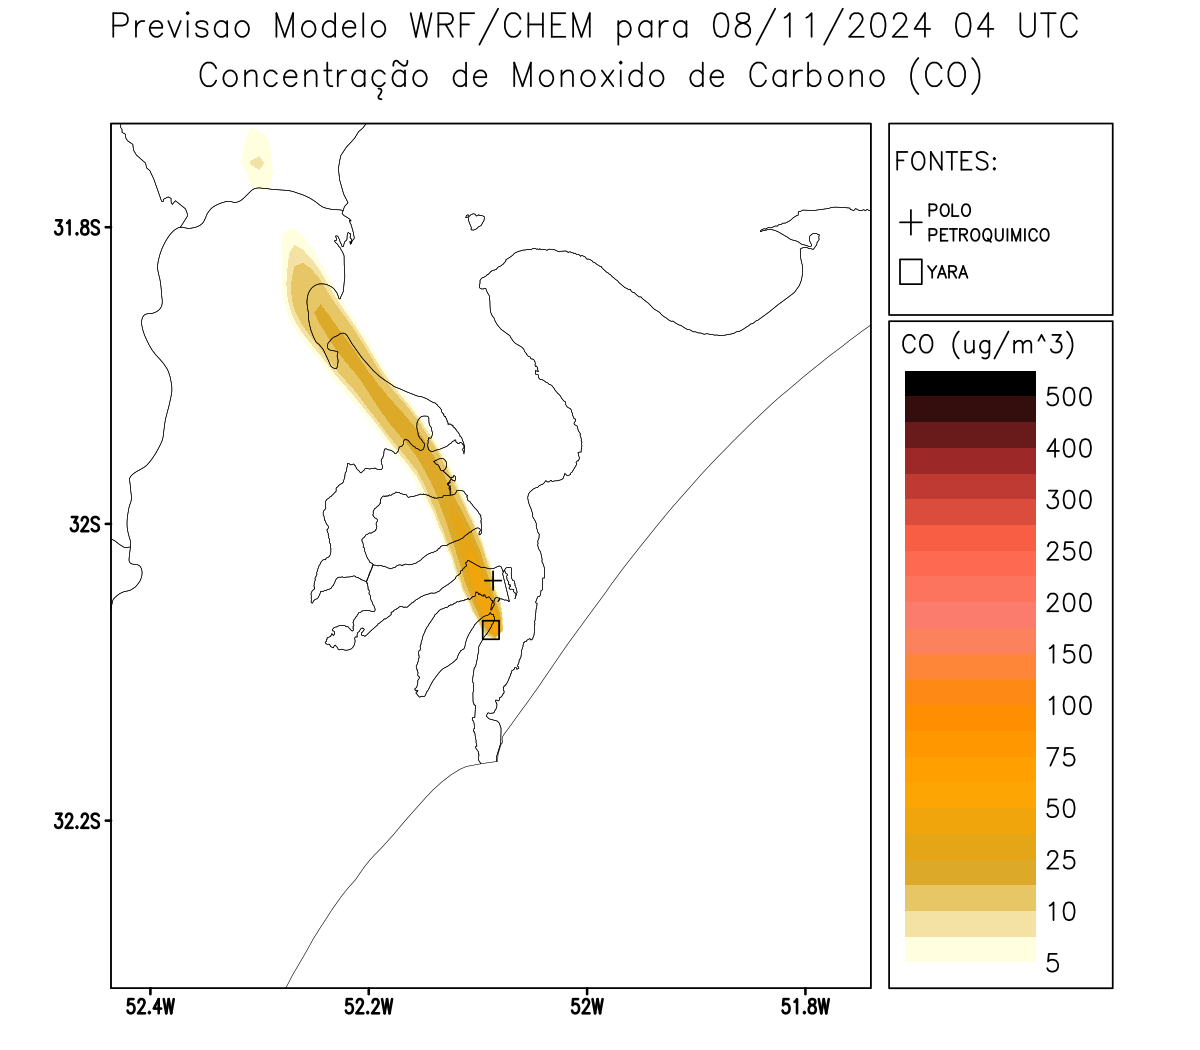 Previsao Modelo WRF/CHEM para 08/11/2024 04 UTC
Concentração de Monoxido de Carbono (CO)
FONTES:
POLO
PETROQUIMICO
YARA
CO (ug/m^3)
500
400
300
250
200
150
100
75
50
25
10
5
31.8S
32S
32.2S
52.4W
52.2W
52W
51.8W